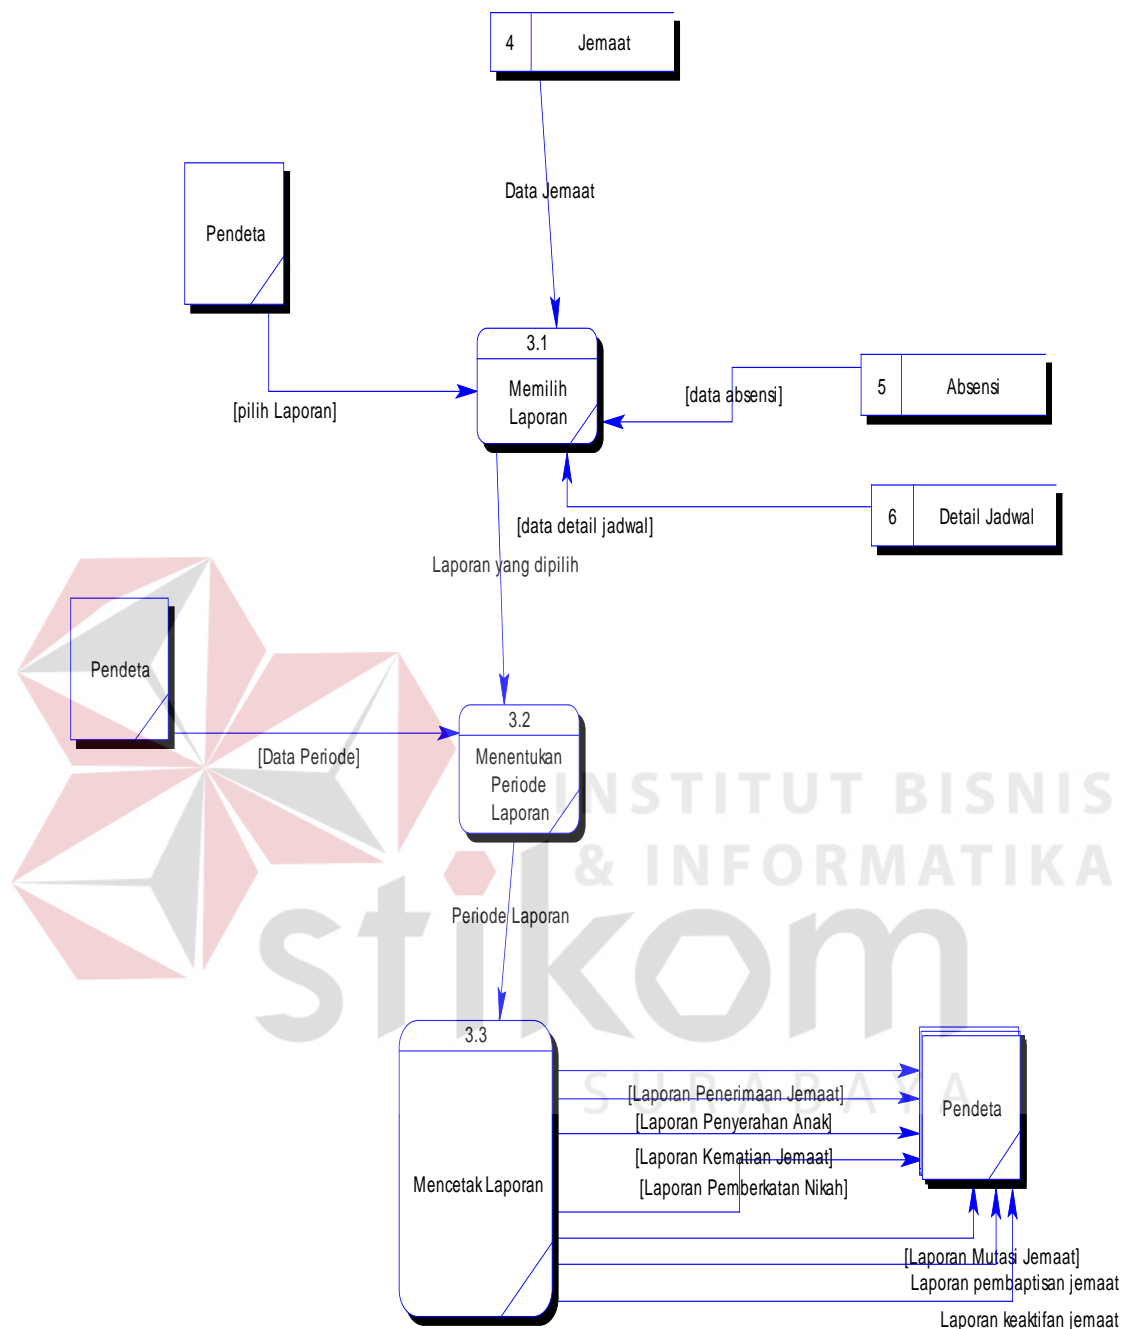 4 Jemaat
Data Jemaat
Pendeta
[pilih Laporan]
3.1
Memilih
Laporan
[data absensi]
5 Absensi
6 Detail Jadwal
[data detail jadwal]
Laporan yang dipilih
Pendeta
[Data Periode]
3.2
Menentukan
Periode
Laporan
INSTITUT BISNIS
& INFORMATIKA
stikom
SURABAYA
Periode Laporan
3.3
Mencetak Laporan
[Laporan Penerimaan Jemaat]
[Laporan Penyerahan Anak]
[Laporan Kematian Jemaat]
[Laporan Pemberkatan Nikah]
Pendeta
[Laporan Mutasi Jemaat]
Laporan pembaptisan jemaat
Laporan keaktifan jemaat